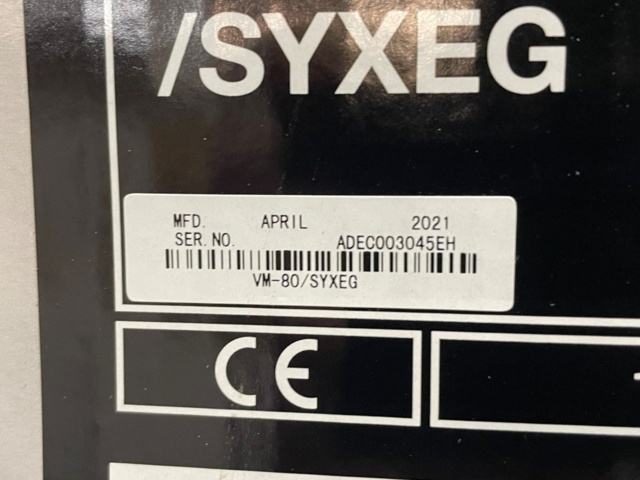 /SYXEG
MFD. APRIL 2021
SER. NO. ADEC003045EH
VM-80/SYXEG
CE